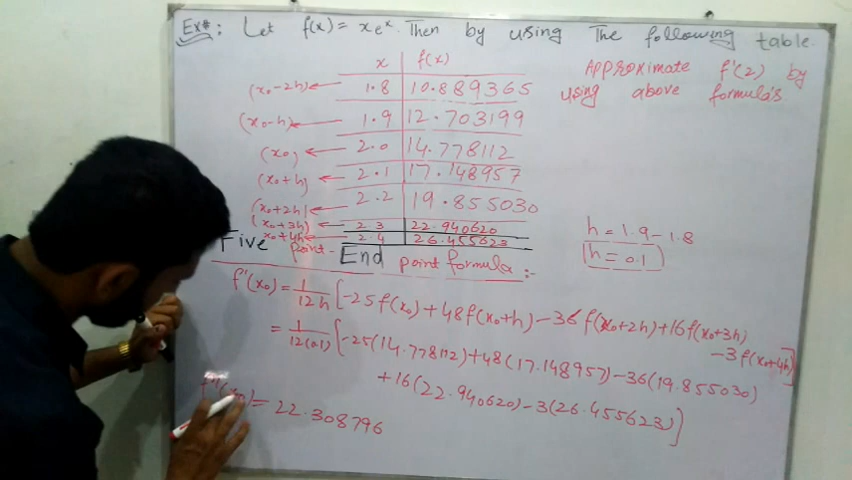 Ex#: Let f(x) = xeˣ. Then by using The following table.
Approximate f'(2) by
using above formula's
x f(x)
(x₀-2h) ← 1.8 10.889365
(x₀-h) ← 1.9 12.703199
(x₀) ← 2.0 14.778112
(x₀+h) ← 2.1 17.148957
(x₀+2h) ← 2.2 19.855030
(x₀+3h) ← 2.3 22.940620
x₀+4h ← 2.4 26.455623
h = 1.9 - 1.8
h = 0.1
Five point - End point formula :-
f'(x₀) = 1/12h [-25f(x₀) + 48f(x₀+h) - 36f(x₀+2h) + 16f(x₀+3h)
-3f(x₀+4h)]
= 1/12(0.1) [-25(14.778112) + 48(17.148957) - 36(19.855030)
+ 16(22.940620) - 3(26.455623)]
(x₀) = 22.308796